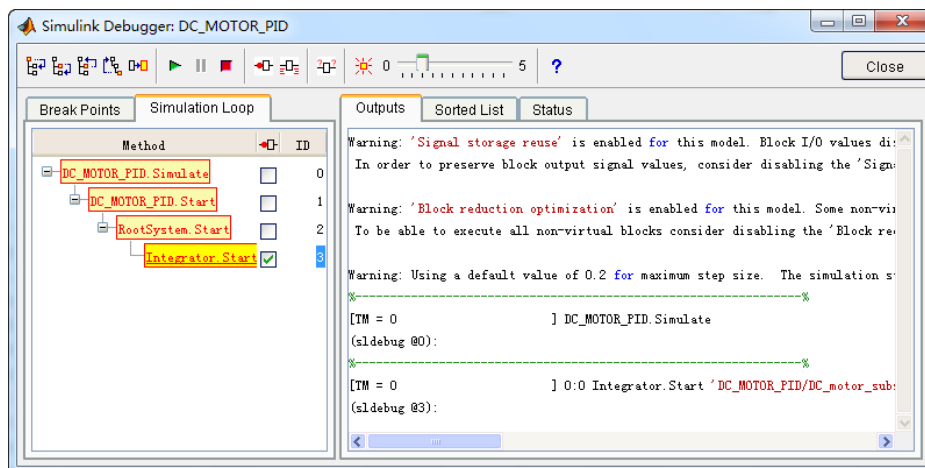 Simulink Debugger: DC_MOTOR_PID
0 5 ? Close
Break Points Simulation Loop
Method ID
DC_MOTOR_PID.Simulate 0
DC_MOTOR_PID.Start 1
RootSystem.Start 2
Integrator.Start 3
Outputs Sorted List Status
Warning: 'Signal storage reuse' is enabled for this model. Block I/O values di
In order to preserve block output signal values, consider disabling the 'Sign
Warning: 'Block reduction optimization' is enabled for this model. Some non-vi
To be able to execute all non-virtual blocks consider disabling the 'Block re
Warning: Using a default value of 0.2 for maximum step size. The simulation s
%----------------------------------------------------------------%
[TM = 0 ] DC_MOTOR_PID.Simulate
(sldebug @0):
%----------------------------------------------------------------%
[TM = 0 ] 0:0 Integrator.Start 'DC_MOTOR_PID/DC_motor_subs
(sldebug @3):